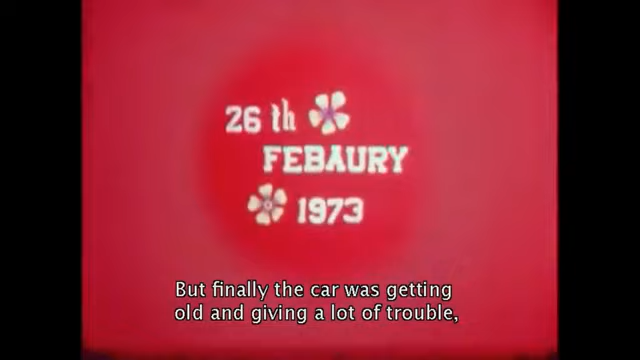 26 th
FEBAURY
1973
But finally the car was getting
old and giving a lot of trouble,